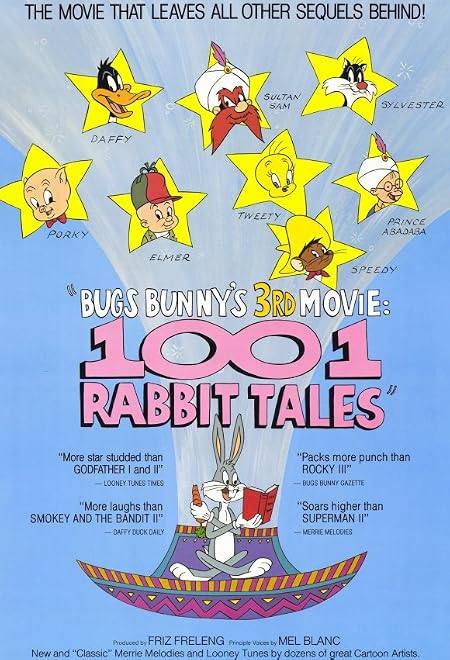 THE MOVIE THAT LEAVES ALL OTHER SEQUELS BEHIND!
DAFFY
SULTAN
SAM
SYLVESTER
PORKY
ELMER
TWEETY
PRINCE
ABADABA
SPEEDY
"BUGS BUNNY'S 3RD MOVIE:
1001
RABBIT TALES"
"More star studded than
GODFATHER I and II"
— LOONEY TUNES TIMES
"Packs more punch than
ROCKY III"
— BUGS BUNNY GAZETTE
"More laughs than
SMOKEY AND THE BANDIT II"
— DAFFY DUCK DAILY
"Soars higher than
SUPERMAN II"
— MERRIE MELODIES
Produced by FRIZ FRELENG Principle Voices by MEL BLANC
New and "Classic" Merrie Melodies and Looney Tunes by dozens of great Cartoon Artists.